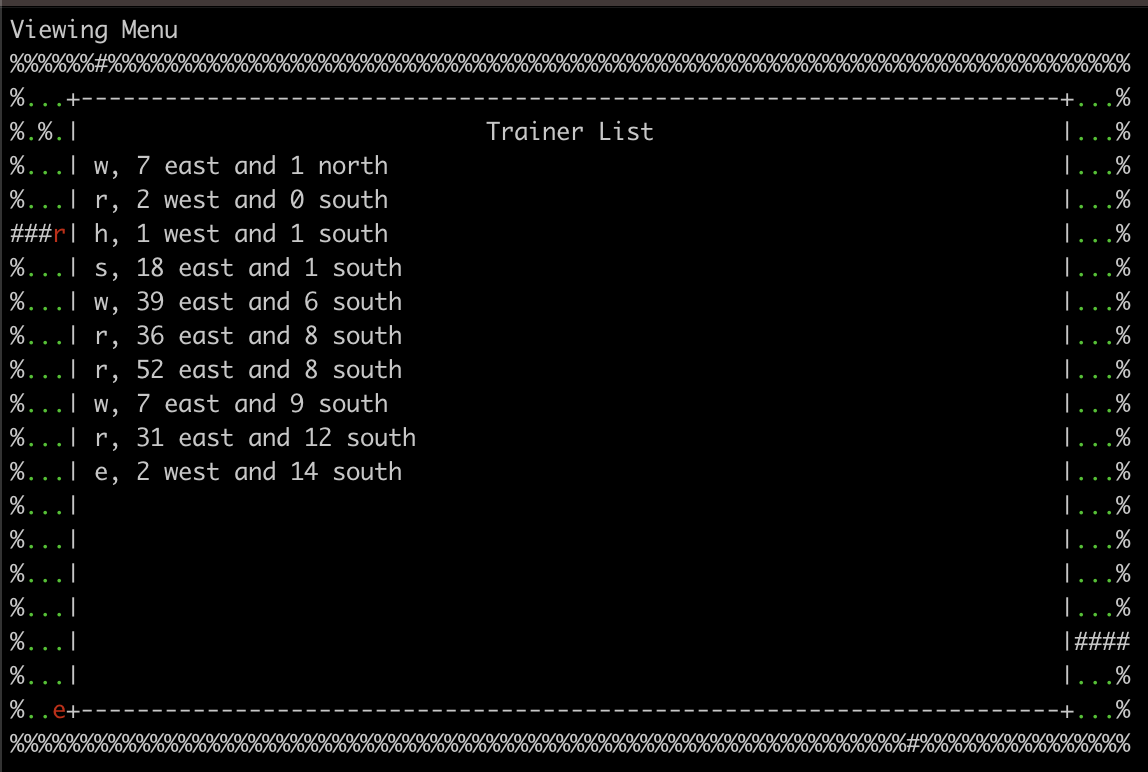 Viewing Menu
%%%%%%#%%%%%%%%%%%%%%%%%%%%%%%%%%%%%%%%%%%%%%%%%%%%%%%%%%%%%%%%%%%%%%%%%%%%%%%%%
%...+----------------------------------------------------------------------+...%
%.%.|                             Trainer List                             |...%
%...| w, 7 east and 1 north                                                |...%
%...| r, 2 west and 0 south                                                |...%
###r| h, 1 west and 1 south                                                |...%
%...| s, 18 east and 1 south                                               |...%
%...| w, 39 east and 6 south                                               |...%
%...| r, 36 east and 8 south                                               |...%
%...| r, 52 east and 8 south                                               |...%
%...| w, 7 east and 9 south                                                |...%
%...| r, 31 east and 12 south                                              |...%
%...| e, 2 west and 14 south                                               |...%
%...|                                                                      |...%
%...|                                                                      |...%
%...|                                                                      |...%
%...|                                                                      |...%
%...|                                                                      |####
%...|                                                                      |...%
%..e+----------------------------------------------------------------------+...%
%%%%%%%%%%%%%%%%%%%%%%%%%%%%%%%%%%%%%%%%%%%%%%%%%%%%%%%%%%%%%%%%#%%%%%%%%%%%%%%%